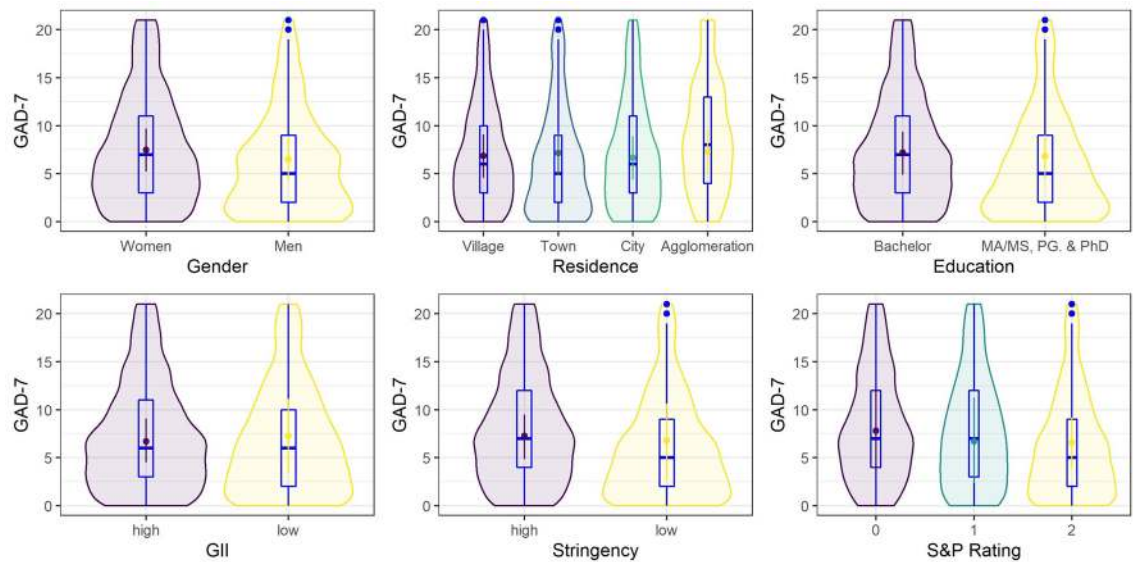 GAD-7
20
15
10
5
0
Women Men
Gender
GAD-7
20
15
10
5
0
Village Town City Agglomeration
Residence
GAD-7
20
15
10
5
0
Bachelor MA/MS, PG. & PhD
Education
GAD-7
20
15
10
5
0
high low
GII
GAD-7
20
15
10
5
0
high low
Stringency
GAD-7
20
15
10
5
0
0 1 2
S&P Rating